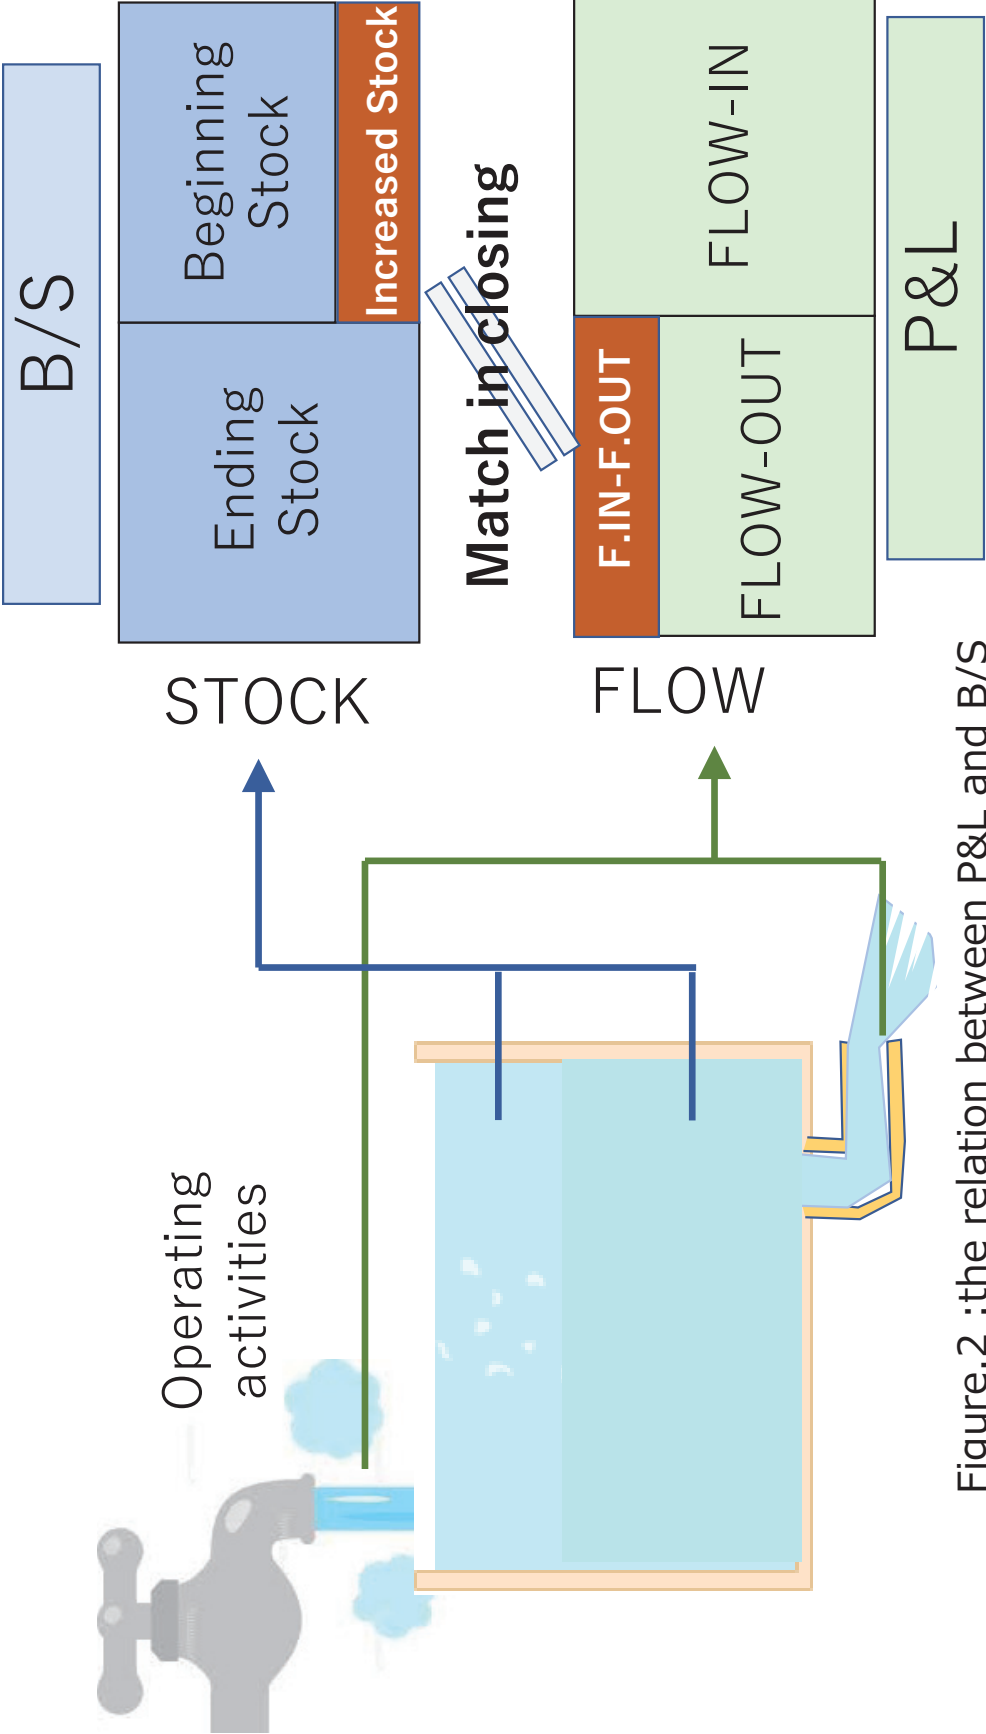 Operating
activities
STOCK
FLOW
B/S
Ending
Stock
Beginning
Stock
Increased Stock
Match in closing
F.IN-F.OUT
FLOW-OUT
FLOW-IN
P&L
Figure.2 :the relation between P&L and B/S